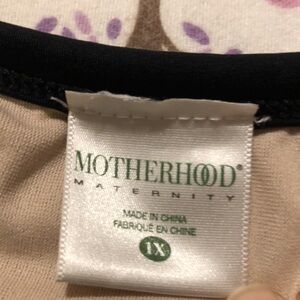 MOTHERHOOD®
MATERNITY
MADE IN CHINA
FABRIQUÉ EN CHINE
1X